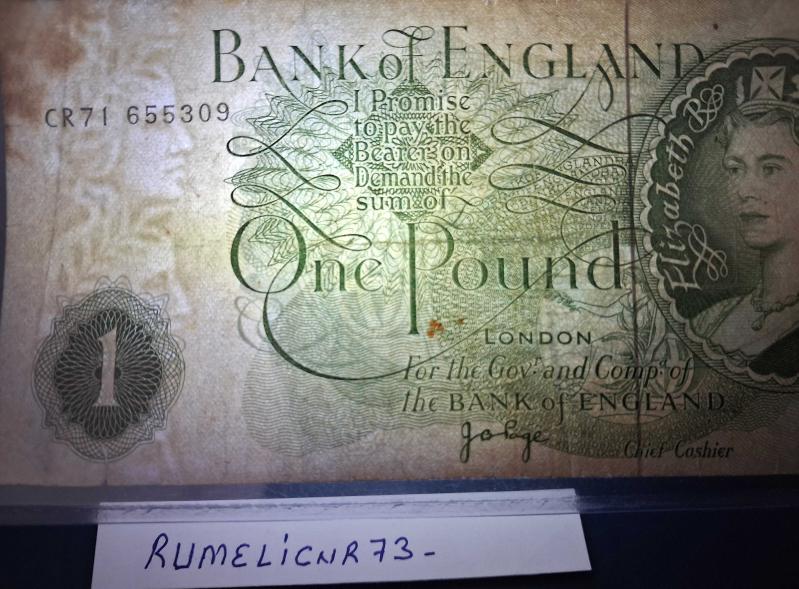 BANK of ENGLAND
CR71 655309
I Promise
to pay the
Bearer on
Demand the
sum of
One Pound
Elizabeth R
1
LONDON
For the Govr. and Compa. of
the BANK of ENGLAND
Chief Cashier
RUMELiCNR73-